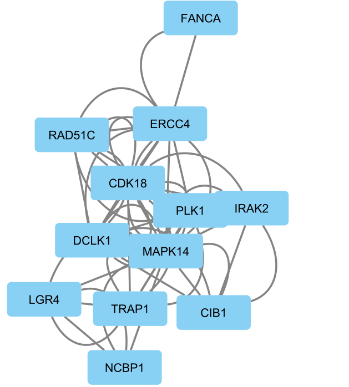 FANCA
ERCC4
RAD51C
CDK18
PLK1
IRAK2
DCLK1
MAPK14
LGR4
TRAP1
CIB1
NCBP1